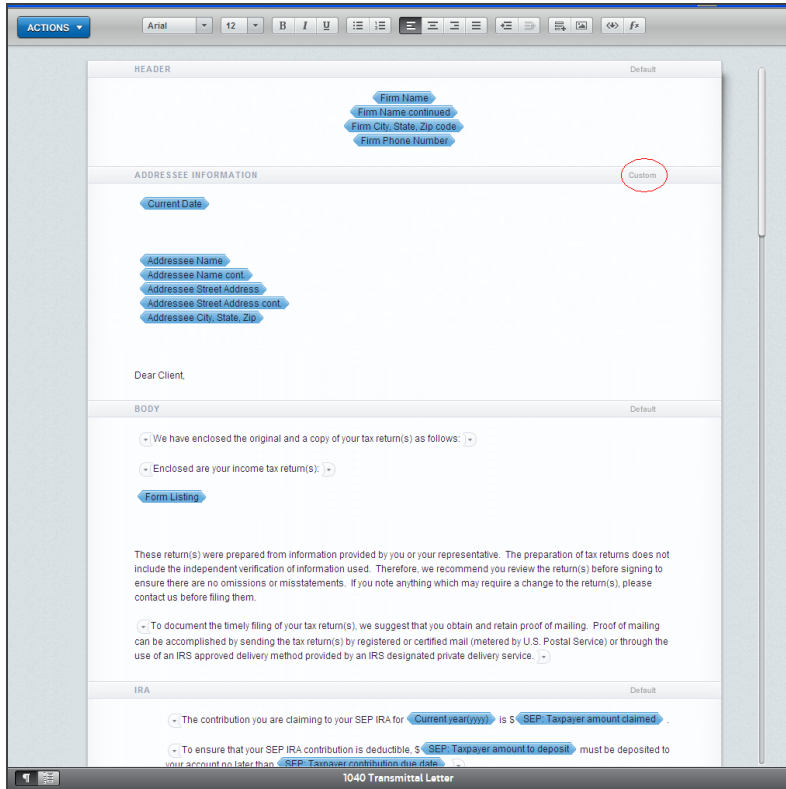 ACTIONS
Arial 12 B I U
HEADER Default
Firm Name
Firm Name continued
Firm City, State, Zip code
Firm Phone Number
ADDRESSEE INFORMATION Custom
Current Date
Addressee Name
Addressee Name cont.
Addressee Street Address
Addressee Street Address cont.
Addressee City, State, Zip
Dear Client,
BODY Default
We have enclosed the original and a copy of your tax return(s) as follows:
Enclosed are your income tax return(s):
Form Listing
These return(s) were prepared from information provided by you or your representative. The preparation of tax returns does not
include the independent verification of information used. Therefore, we recommend you review the return(s) before signing to
ensure there are no omissions or misstatements. If you note anything which may require a change to the return(s), please
contact us before filing them.
To document the timely filing of your tax return(s), we suggest that you obtain and retain proof of mailing. Proof of mailing
can be accomplished by sending the tax return(s) by registered or certified mail (metered by U.S. Postal Service) or through the
use of an IRS approved delivery method provided by an IRS designated private delivery service.
IRA Default
The contribution you are claiming to your SEP IRA for Current year(yyyy) is $ SEP: Taxpayer amount claimed .
To ensure that your SEP IRA contribution is deductible, $ SEP: Taxpayer amount to deposit must be deposited to
your account no later than SEP: Taxpayer contribution due date .
1040 Transmittal Letter